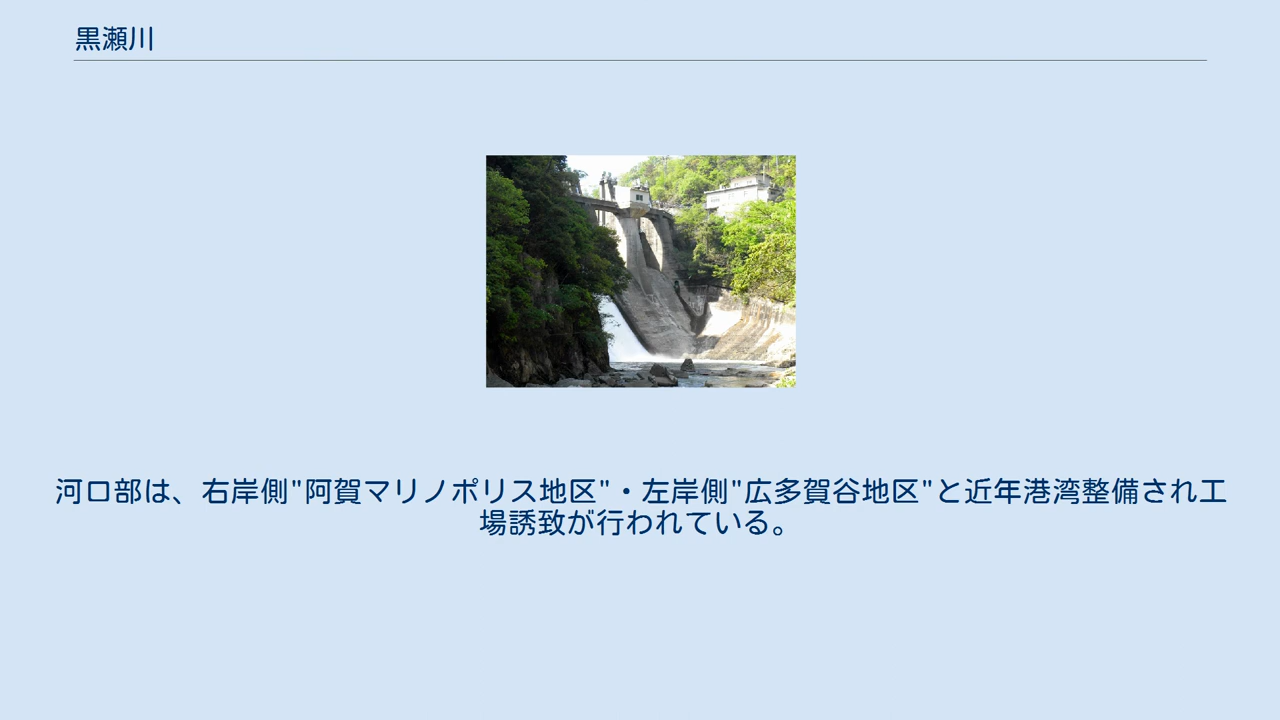 黒瀬川
河口部は、右岸側"阿賀マリノポリス地区"・左岸側"広多賀谷地区"と近年港湾整備され工
場誘致が行われている。